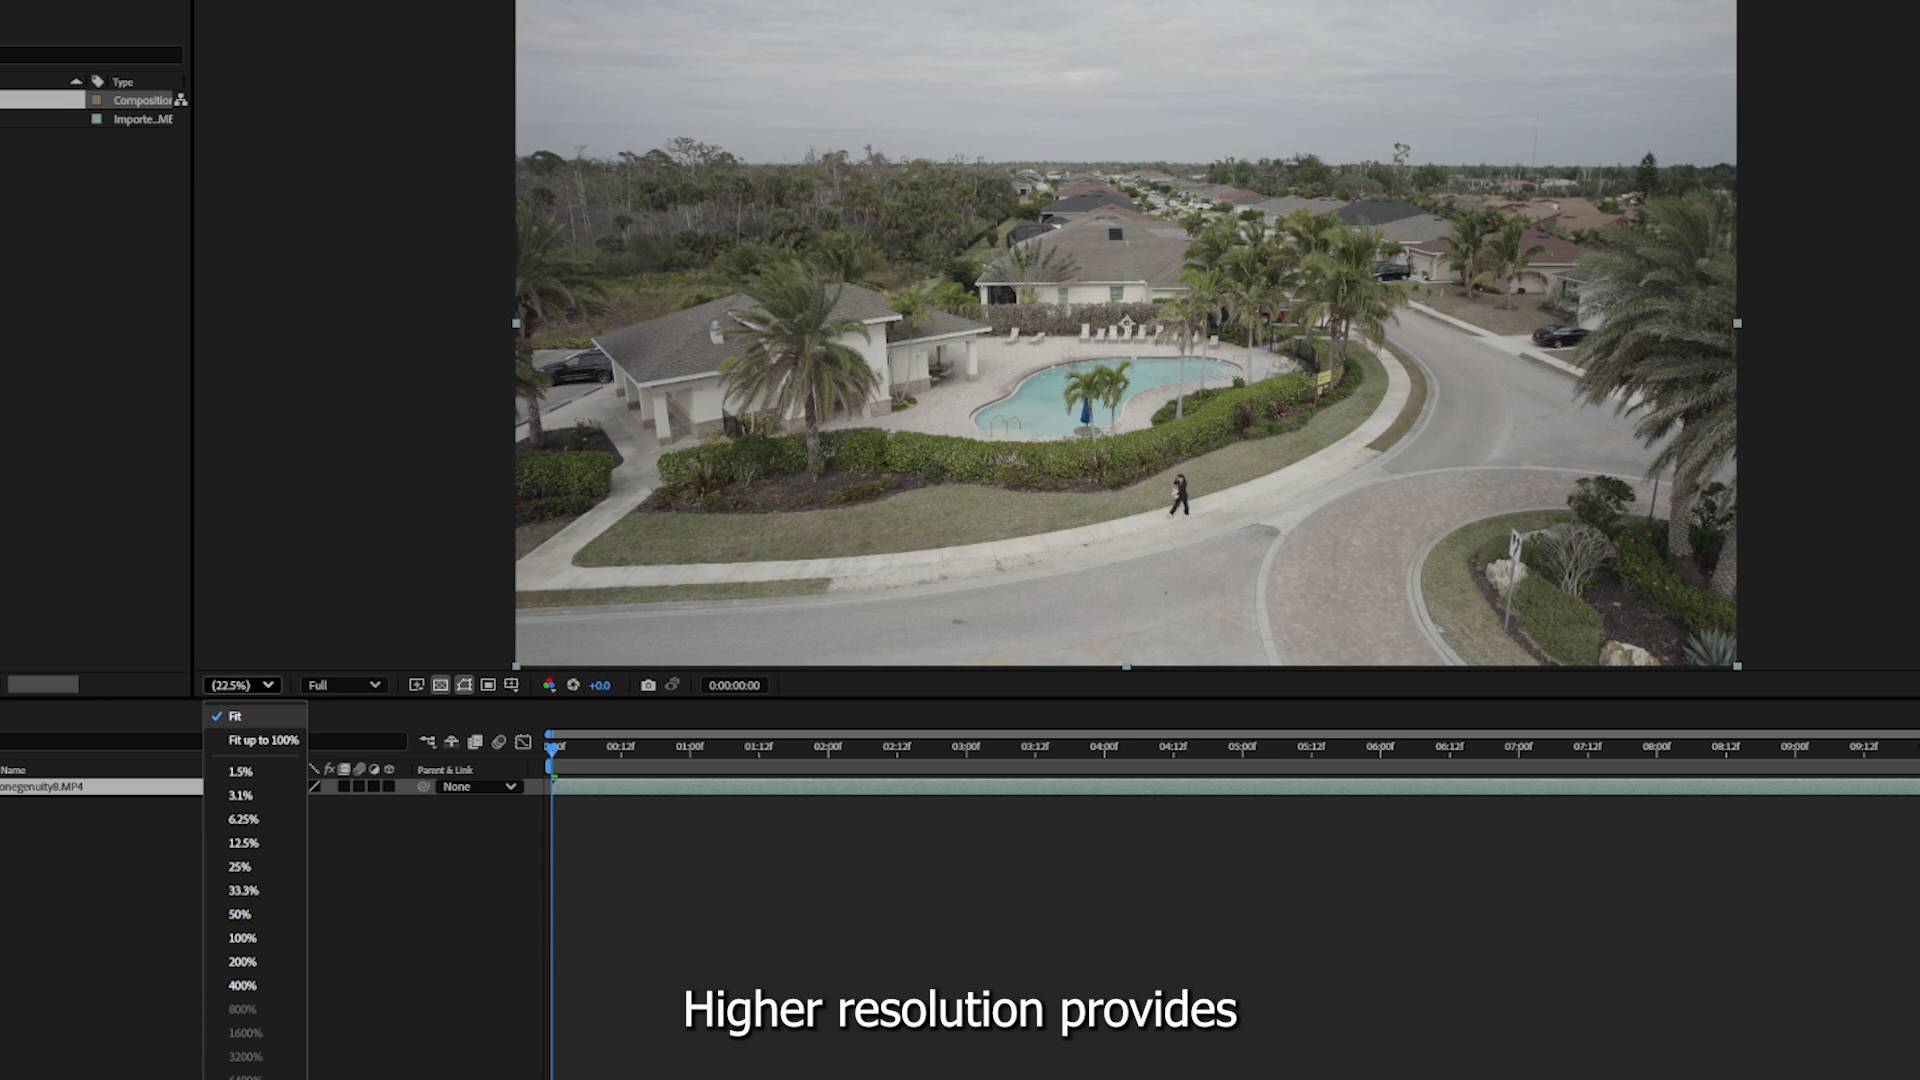 Type
Composition
Importe...ME
(22.5%)
Full
+0.0
0:00:00:00
Fit
Fit up to 100%
1.5%
3.1%
6.25%
12.5%
25%
33.3%
50%
100%
200%
400%
800%
1600%
3200%
00:12f 01:00f 01:12f 02:00f 02:12f 03:00f 03:12f 04:00f 04:12f 05:00f 05:12f 06:00f 06:12f 07:00f 07:12f 08:00f 08:12f 09:00f 09:12f
Name
fx
Parent & Link
onegenuity8.MP4
None
Higher resolution provides